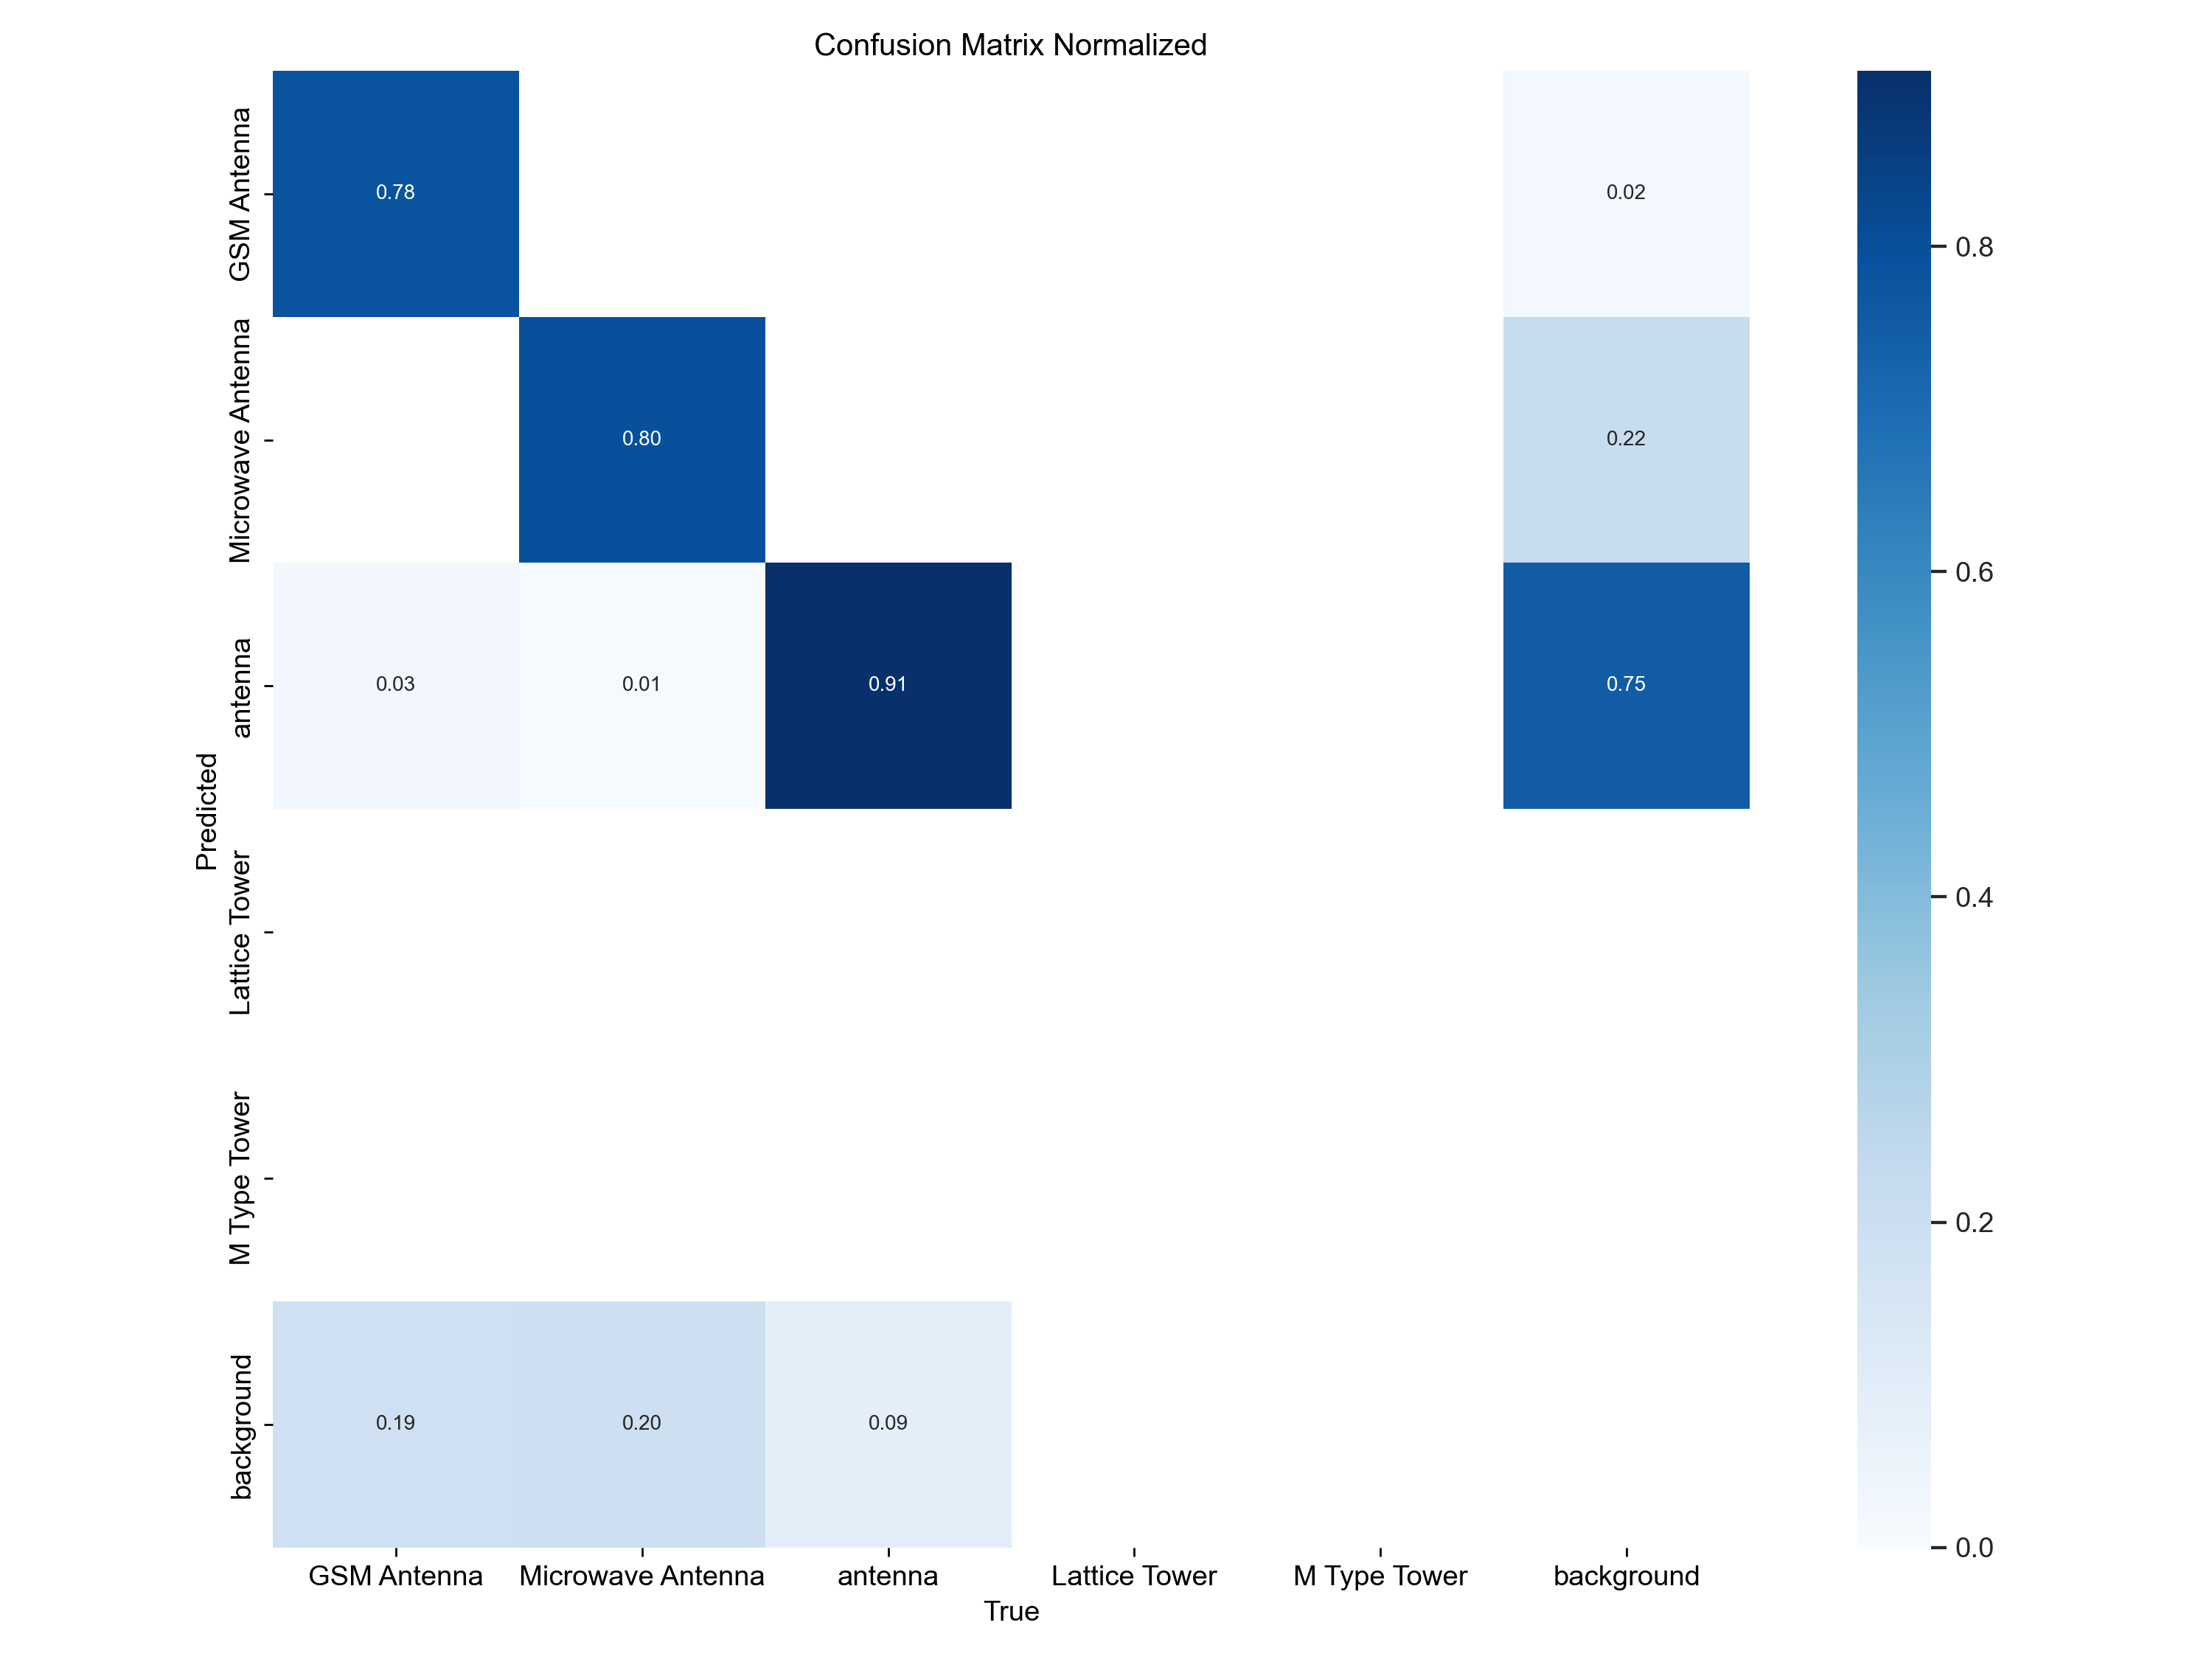 Confusion Matrix Normalized
GSM Antenna
0.78
0.02
Microwave Antenna
0.80
0.22
antenna
0.03
0.01
0.91
0.75
Predicted
Lattice Tower
M Type Tower
background
0.19
0.20
0.09
GSM Antenna
Microwave Antenna
antenna
Lattice Tower
M Type Tower
background
True
0.8
0.6
0.4
0.2
0.0